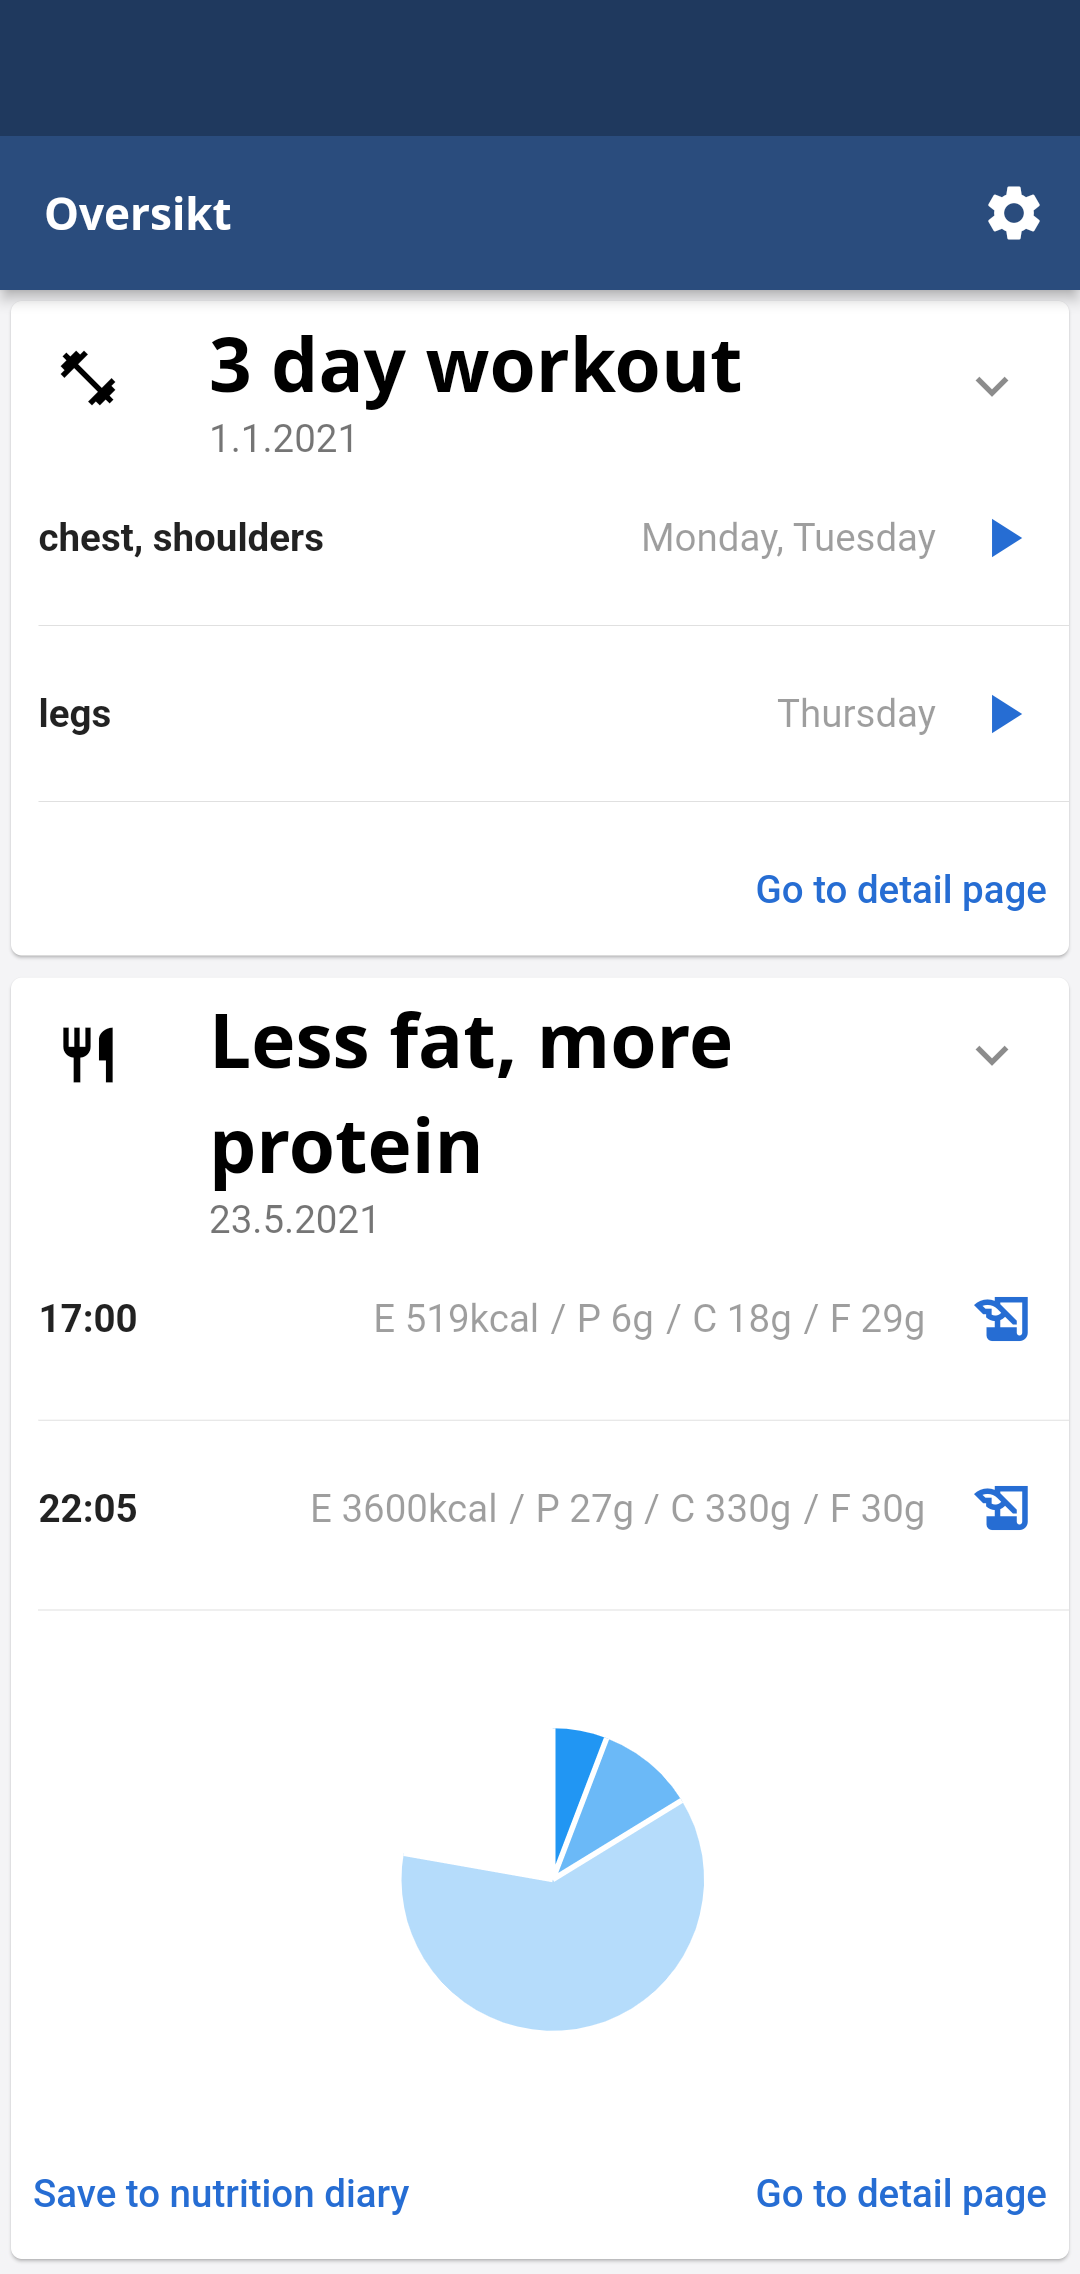 Oversikt
3 day workout
1.1.2021
chest, shoulders Monday, Tuesday
legs Thursday
Go to detail page
Less fat, more
protein
23.5.2021
17:00 E 519kcal / P 6g / C 18g / F 29g
22:05 E 3600kcal / P 27g / C 330g / F 30g
Save to nutrition diary Go to detail page